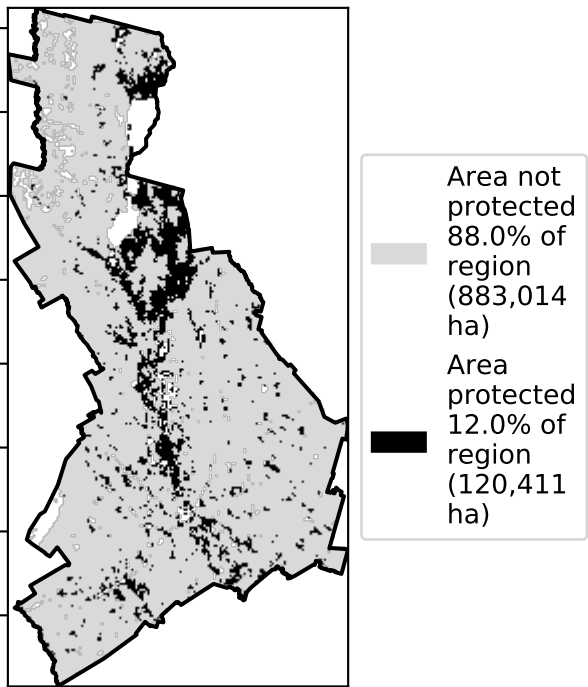 Area not
protected
88.0% of
region
(883,014
ha)
Area
protected
12.0% of
region
(120,411
ha)